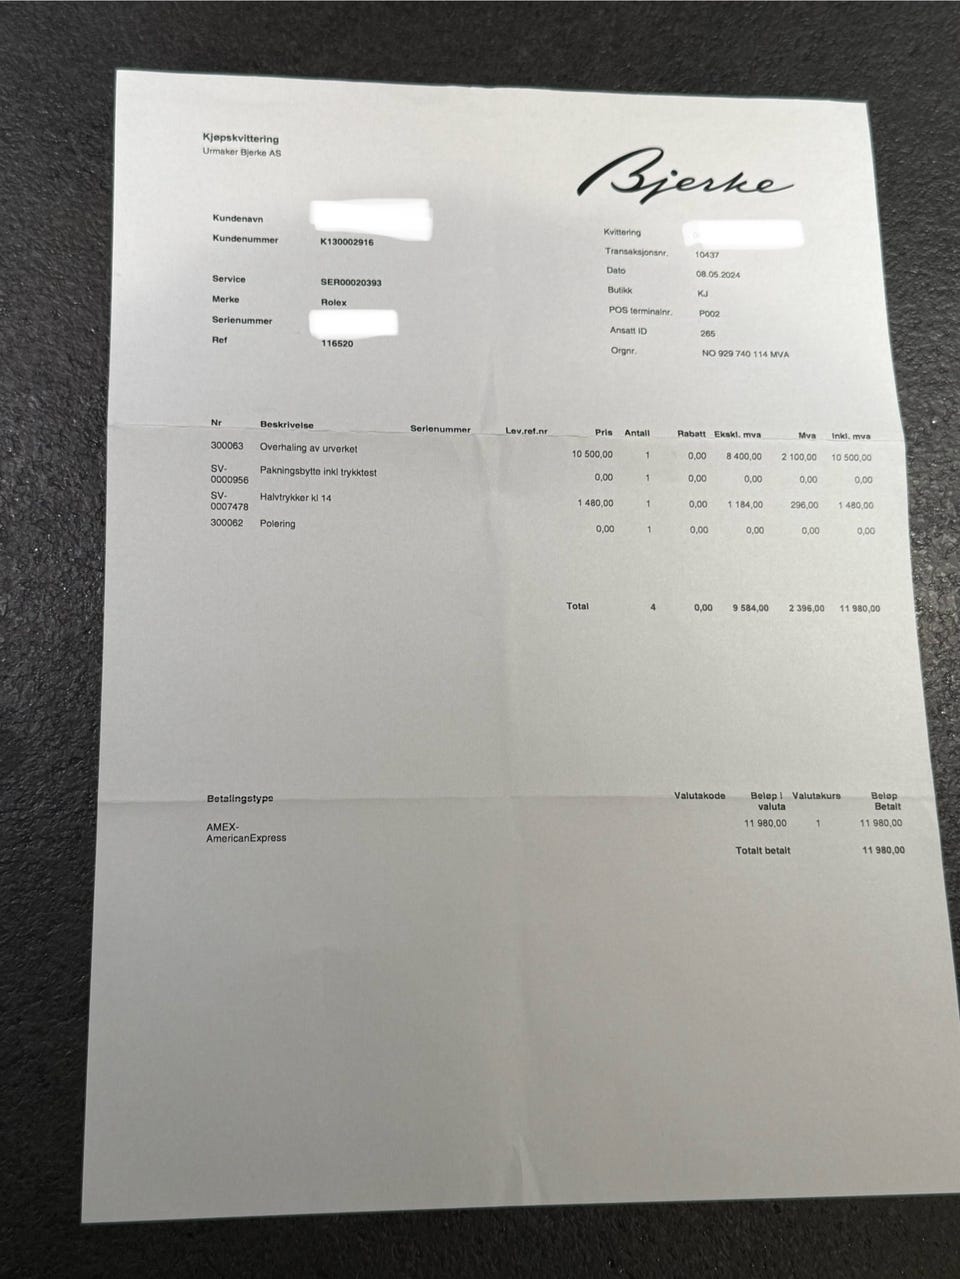 Kjøpskvittering
Urmaker Bjerke AS
Bjerke
Kundenavn
Kundenummer K130002916
Service SER00020393
Merke Rolex
Serienummer
Ref 116520
Kvittering
Transaksjonsnr. 10437
Dato 08.05.2024
Butikk KJ
POS terminalnr. P002
Ansatt ID 265
Orgnr. NO 929 740 114 MVA
Nr Beskrivelse Serienummer Lev.ref.nr Pris Antall Rabatt Ekskl. mva Mva Inkl. mva
300063 Overhaling av urverket 10 500,00 1 0,00 8 400,00 2 100,00 10 500,00
SV-
0000956 Pakningsbytte inkl trykktest 0,00 1 0,00 0,00 0,00 0,00
SV-
0007478 Halvtrykker kl 14 1 480,00 1 0,00 1 184,00 296,00 1 480,00
300062 Polering 0,00 1 0,00 0,00 0,00 0,00
Total 4 0,00 9 584,00 2 396,00 11 980,00
Betalingstype Valutakode Beløp i Valutakurs Beløp
valuta Betalt
AMEX- 11 980,00 1 11 980,00
AmericanExpress
Totalt betalt 11 980,00